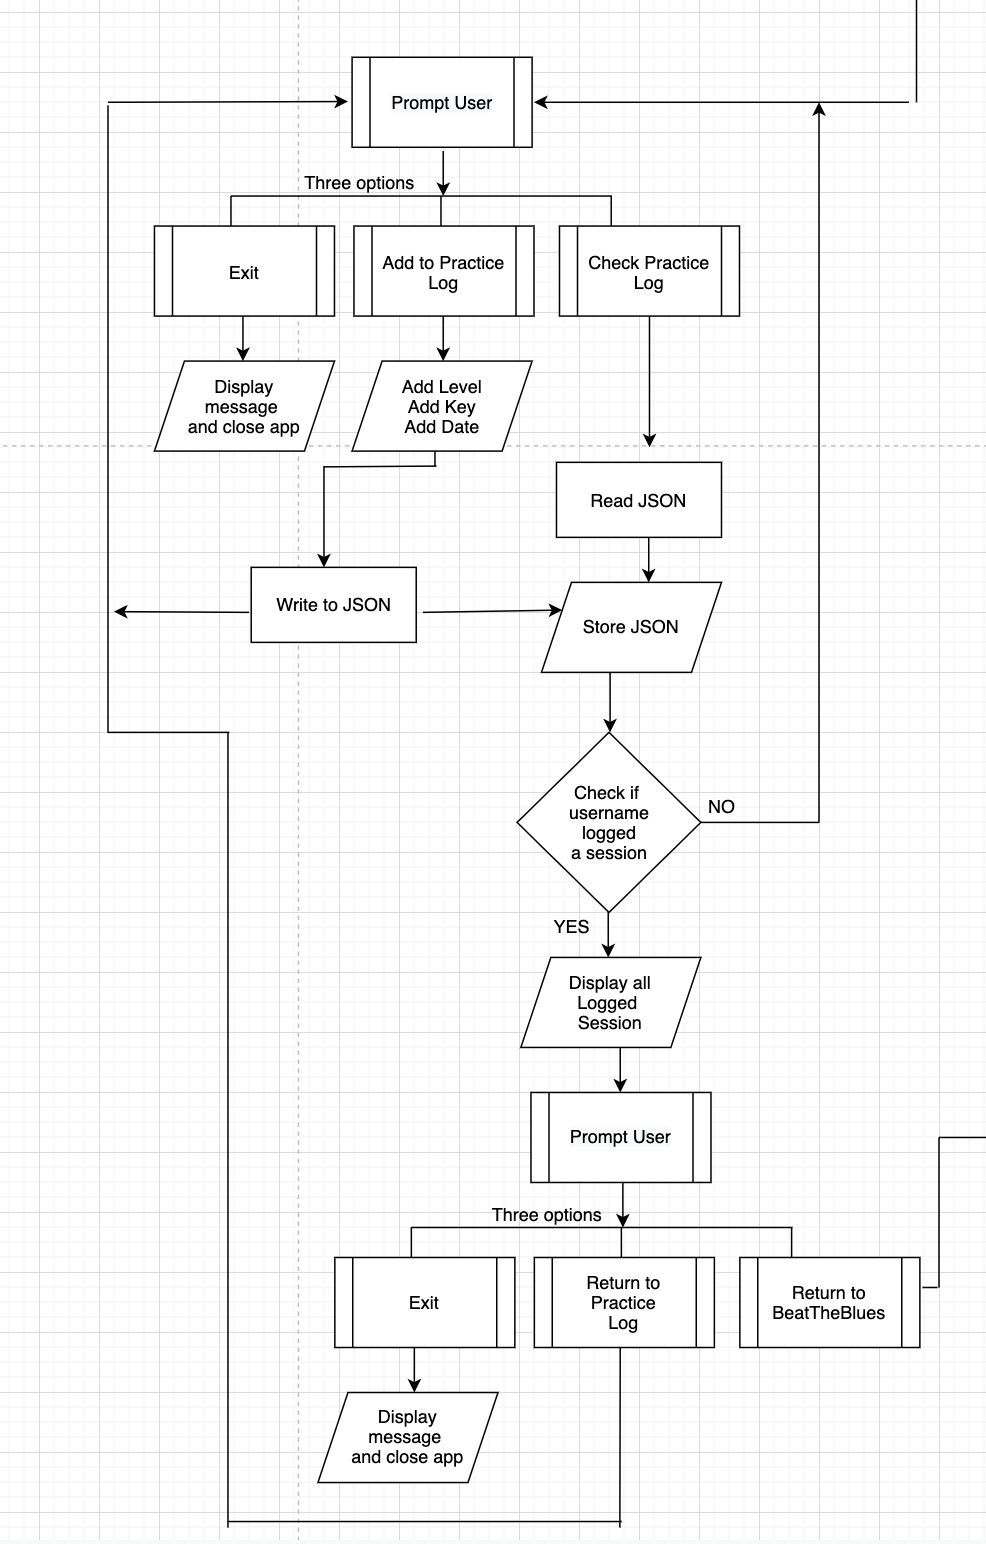 Prompt User
Three options
Exit
Add to Practice
Log
Check Practice
Log
Display
message
and close app
Add Level
Add Key
Add Date
Read JSON
Write to JSON
Store JSON
Check if
username
logged
a session
NO
YES
Display all
Logged
Session
Prompt User
Three options
Exit
Return to
Practice
Log
Return to
BeatTheBlues
Display
message
and close app